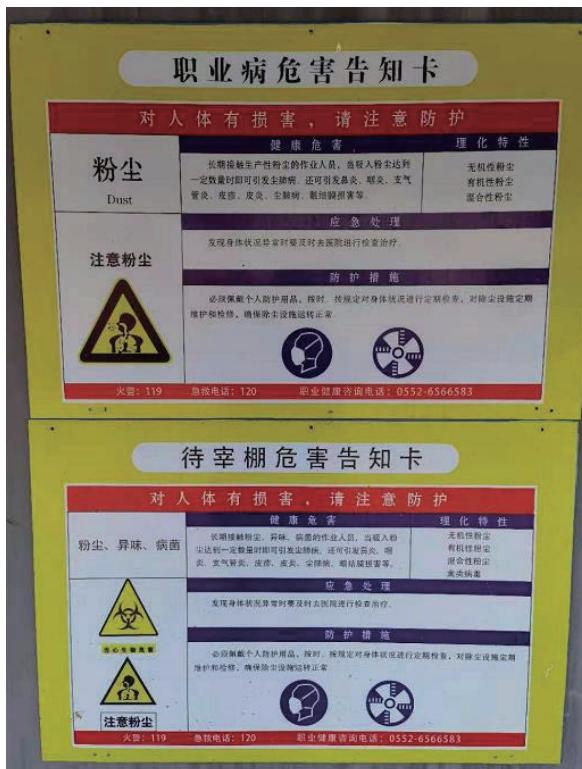 职业病危害告知卡
对人体有损害，请注意防护
粉尘
Dust
注意粉尘
健康危害
长期接触生产性粉尘的作业人员，当吸入粉尘达到
一定数量时即可引发尘肺病、还可引发鼻炎、咽炎、支气
管炎、皮疹、皮炎、尘肺病、眼结膜损害等。
理化特性
无机性粉尘
有机性粉尘
混合性粉尘
应急处理
发现身体状况异常时要及时去医院进行检查治疗。
防护措施
必须佩戴个人防护用品，按时、按规定对身体状况进行定期检查，对除尘设施定期
维护和检修，确保除尘设施运转正常。
火警：119 急救电话：120 职业健康咨询电话：0552-6566583
待宰棚危害告知卡
对人体有损害，请注意防护
粉尘、异味、病菌
当心生物危害
注意粉尘
健康危害
长期接触粉尘、异味、病菌的作业人员，当吸入粉
尘达到一定数量时即可引发尘肺病、还可引发鼻炎、咽
炎、支气管炎、皮疹、皮炎、尘肺病、眼结膜损害等。
理化特性
无机性粉尘
有机性粉尘
混合性粉尘
禽类病毒
应急处理
发现身体状况异常时要及时去医院进行检查治疗。
防护措施
必须佩戴个人防护用品，按时、按规定对身体状况进行定期检查，对除尘设施定期
维护和检修，确保除尘设施运转正常。
火警：119 急救电话：120 职业健康咨询电话：0552-6566583